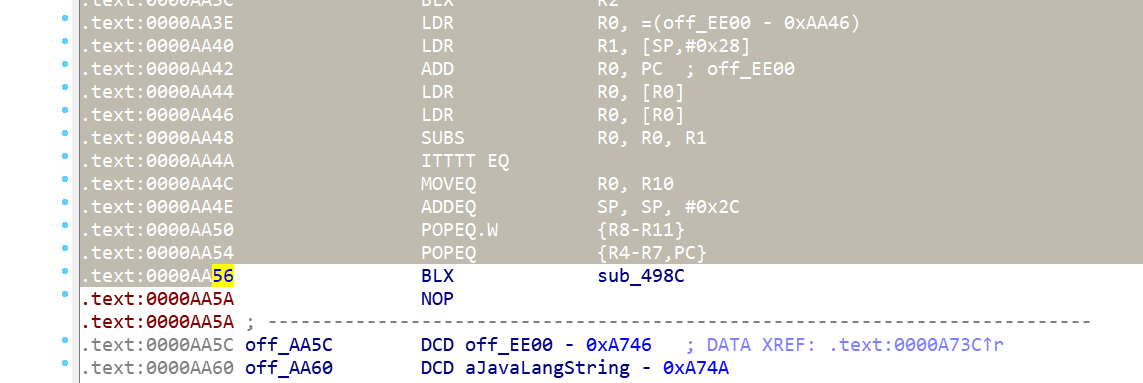 .text:0000AA3C BLX R2
.text:0000AA3E LDR R0, =(off_EE00 - 0xAA46)
.text:0000AA40 LDR R1, [SP,#0x28]
.text:0000AA42 ADD R0, PC ; off_EE00
.text:0000AA44 LDR R0, [R0]
.text:0000AA46 LDR R0, [R0]
.text:0000AA48 SUBS R0, R0, R1
.text:0000AA4A ITTTT EQ
.text:0000AA4C MOVEQ R0, R10
.text:0000AA4E ADDEQ SP, SP, #0x2C
.text:0000AA50 POPEQ.W {R8-R11}
.text:0000AA54 POPEQ {R4-R7,PC}
.text:0000AA56 BLX sub_498C
.text:0000AA5A NOP
.text:0000AA5A ; ---------------------------------------------------------------------------
.text:0000AA5C off_AA5C DCD off_EE00 - 0xA746 ; DATA XREF: .text:0000A73C↑r
.text:0000AA60 off_AA60 DCD aJavaLangString - 0xA74A